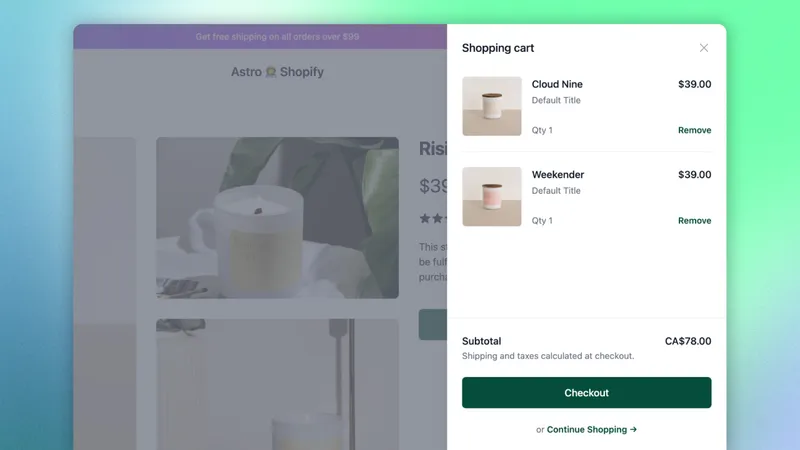 Get free shipping on all orders over $99
Astro Shopify
Shopping cart
Cloud Nine $39.00
Default Title
Qty 1 Remove
Weekender $39.00
Default Title
Qty 1 Remove
Risi
$39
This s
be fulf
purcha
Subtotal CA$78.00
Shipping and taxes calculated at checkout.
Checkout
or Continue Shopping →